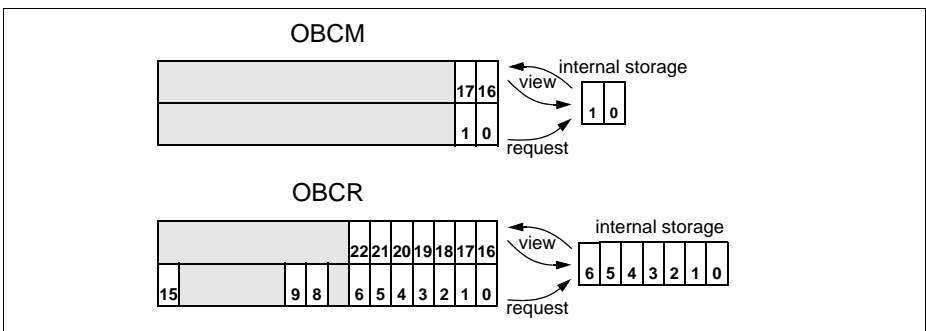 OBCM
internal storage
view
17 16
1 0
1 0
request
OBCR
internal storage
view
22 21 20 19 18 17 16
6 5 4 3 2 1 0
15 9 8 6 5 4 3 2 1 0
request